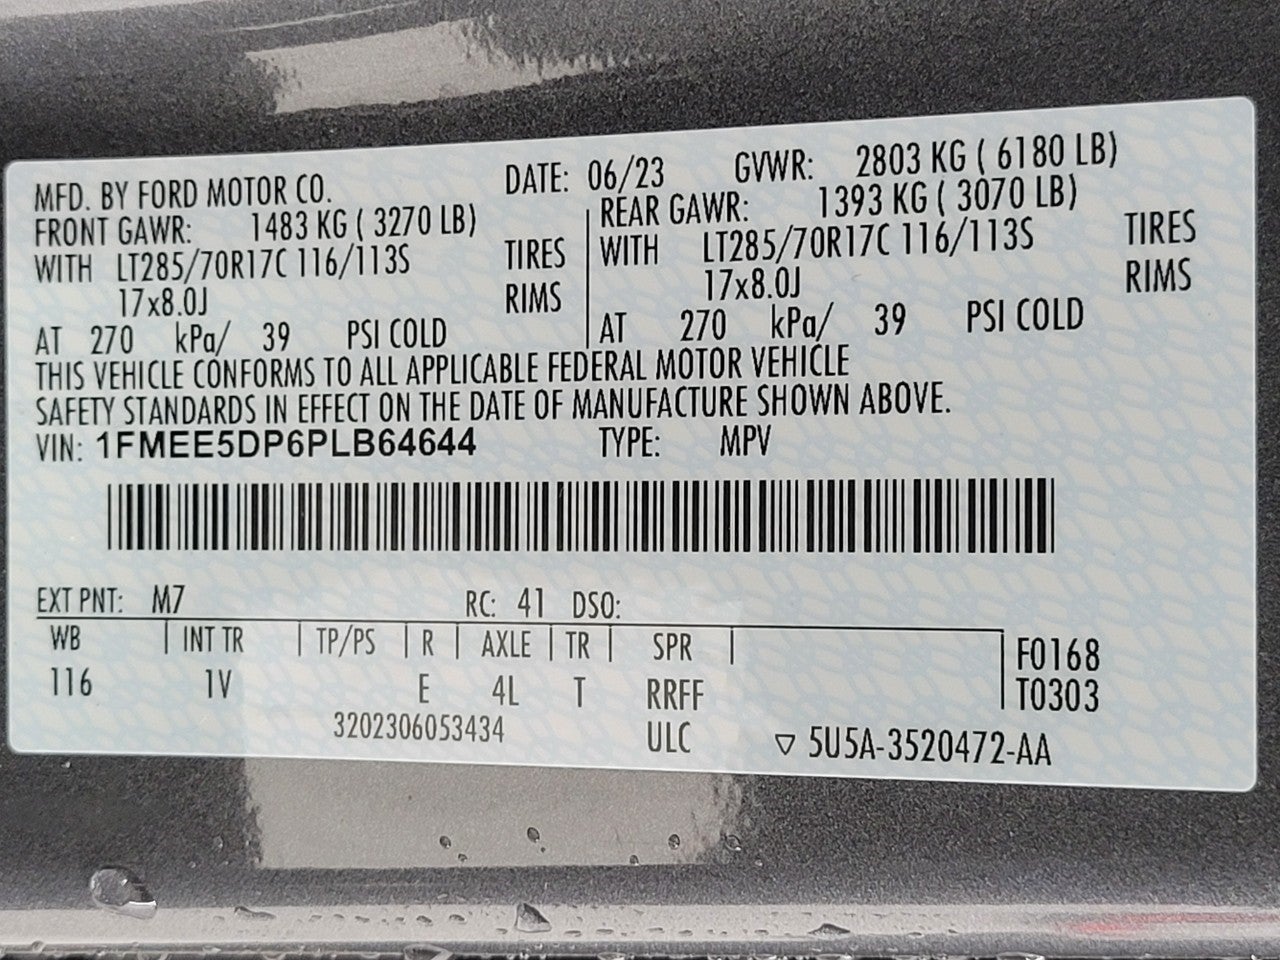 MFD. BY FORD MOTOR CO. DATE: 06/23 GVWR: 2803 KG ( 6180 LB)
FRONT GAWR: 1483 KG ( 3270 LB) REAR GAWR: 1393 KG ( 3070 LB)
WITH LT285/70R17C 116/113S TIRES WITH LT285/70R17C 116/113S TIRES
17x8.0J RIMS 17x8.0J RIMS
AT 270 kPa/ 39 PSI COLD AT 270 kPa/ 39 PSI COLD
THIS VEHICLE CONFORMS TO ALL APPLICABLE FEDERAL MOTOR VEHICLE
SAFETY STANDARDS IN EFFECT ON THE DATE OF MANUFACTURE SHOWN ABOVE.
VIN: 1FMEE5DP6PLB64644 TYPE: MPV
EXT PNT: M7 RC: 41 DSO:
WB INT TR TP/PS R AXLE TR SPR F0168
116 1V E 4L T RRFF T0303
3202306053434 ULC ▽ 5U5A-3520472-AA